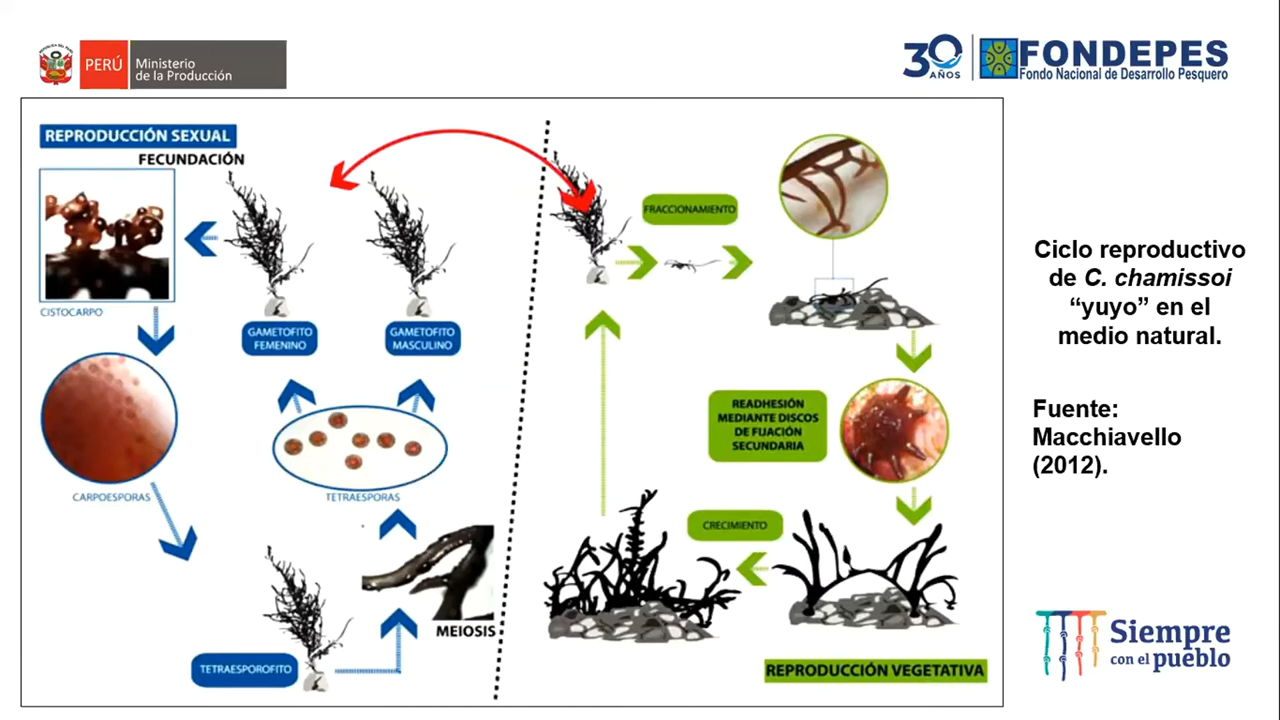 PERÚ
Ministerio
de la Producción
30
AÑOS
FONDEPES
Fondo Nacional de Desarrollo Pesquero
REPRODUCCIÓN SEXUAL
FECUNDACIÓN
CISTOCARPO
GAMETOFITO
FEMENINO
GAMETOFITO
MASCULINO
CARPOESPORAS
TETRAESPORAS
MEIOSIS
TETRAESPOROFITO
FRACCIONAMIENTO
READHESIÓN
MEDIANTE DISCOS
DE FIJACIÓN
SECUNDARIA
CRECIMIENTO
REPRODUCCIÓN VEGETATIVA
Ciclo reproductivo
de C. chamissoi
“yuyo” en el
medio natural.
Fuente:
Macchiavello
(2012).
Siempre
con el pueblo